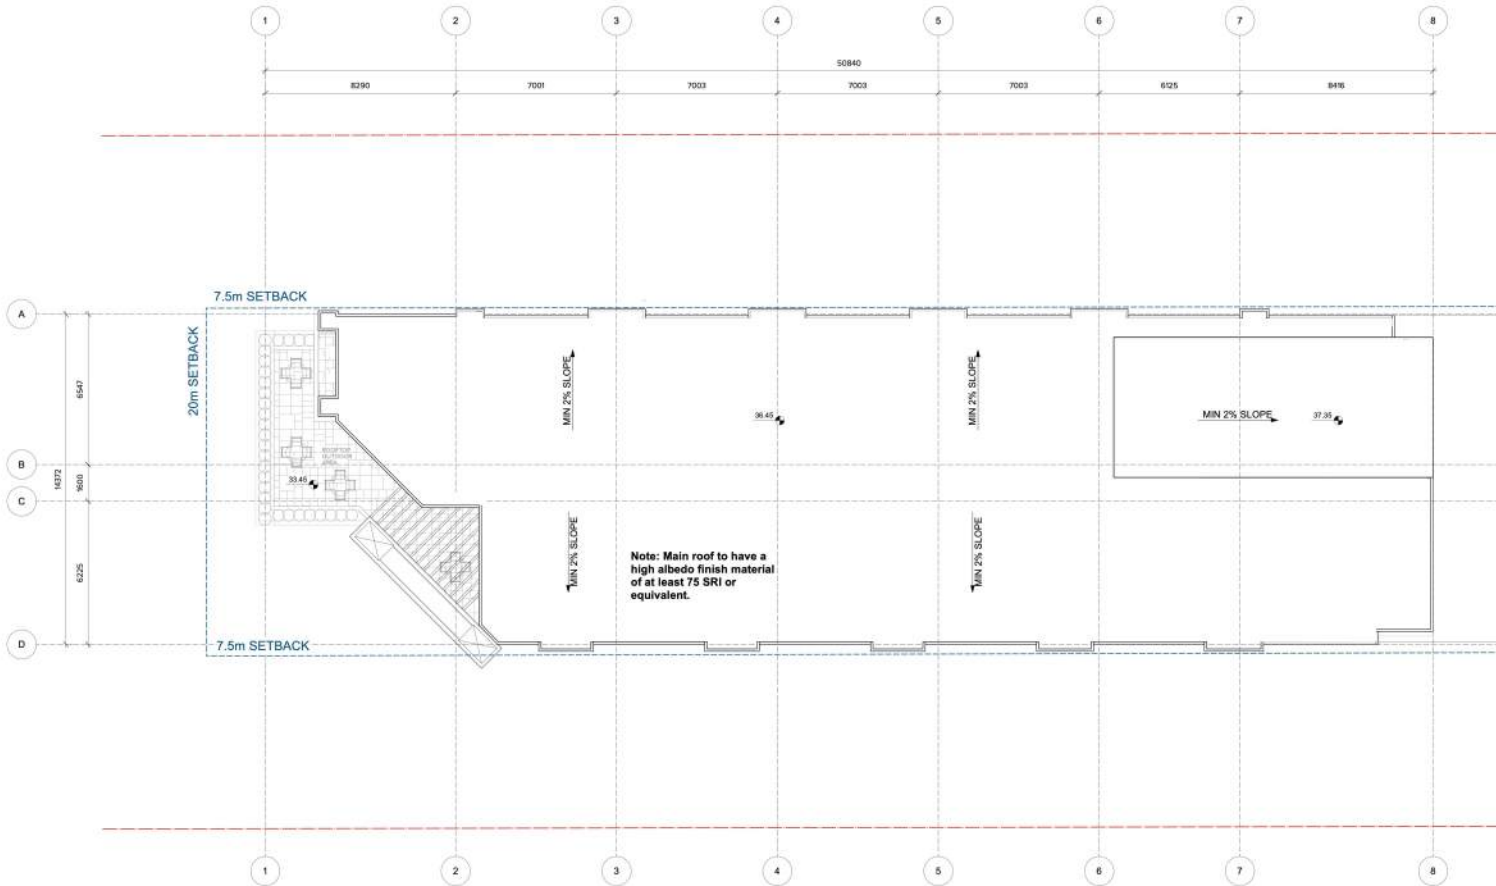 1 2 3 4 5 6 7 8
50840
8290 7001 7003 7003 7003 6125 8416
7.5m SETBACK
A
20m SETBACK
6547
MIN 2% SLOPE
MIN 2% SLOPE
36.45
MIN 2% SLOPE
37.35
ROOFTOP
OUTDOOR
AREA
B
14372
1600
33.45
C
6225
MIN 2% SLOPE
MIN 2% SLOPE
Note: Main roof to have a
high albedo finish material
of at least 75 SRI or
equivalent.
D
7.5m SETBACK
1 2 3 4 5 6 7 8